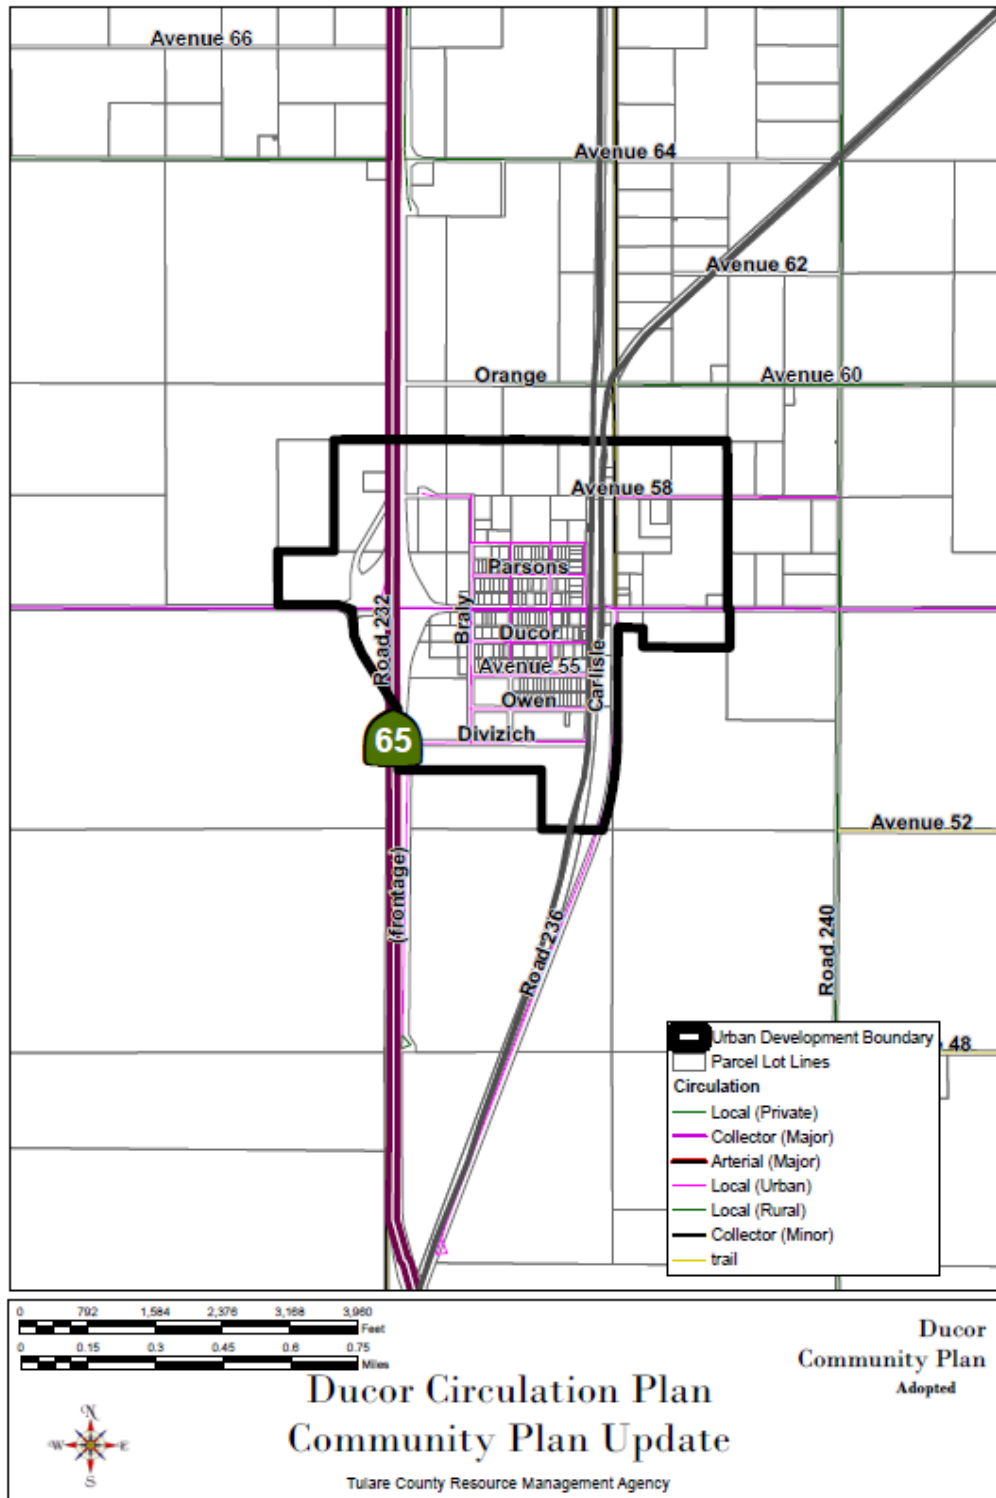 Avenue 66
Avenue 64
Avenue 62
Orange
Avenue 60
Avenue 58
Parsons
Road 232
Braly
Ducor
Carlisle
Avenue 55
Owen
Divizich
65
Avenue 52
(frontage)
Road 236
Road 240
48
Urban Development Boundary
Parcel Lot Lines
Circulation
Local (Private)
Collector (Major)
Arterial (Major)
Local (Urban)
Local (Rural)
Collector (Minor)
trail
0 792 1,584 2,376 3,168 3,960
Feet
0 0.15 0.3 0.45 0.6 0.75
Miles
Ducor
Community Plan
Adopted
Ducor Circulation Plan
Community Plan Update
Tulare County Resource Management Agency
N
W E
S